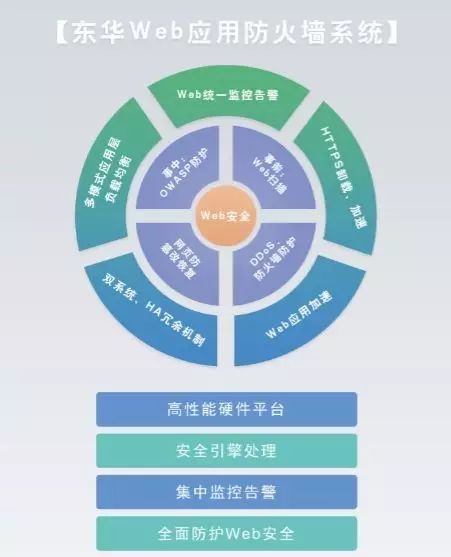 【东华Web应用防火墙系统】
Web统一监控告警
多模式应用层
负载均衡
HTTPS卸载、加速
事中：
OWASP防护
事前：
Web扫描
Web安全
网页防
篡改恢复
DDoS、
防火墙防护
双系统、HA冗余机制
Web应用加速
高性能硬件平台
安全引擎处理
集中监控告警
全面防护Web安全